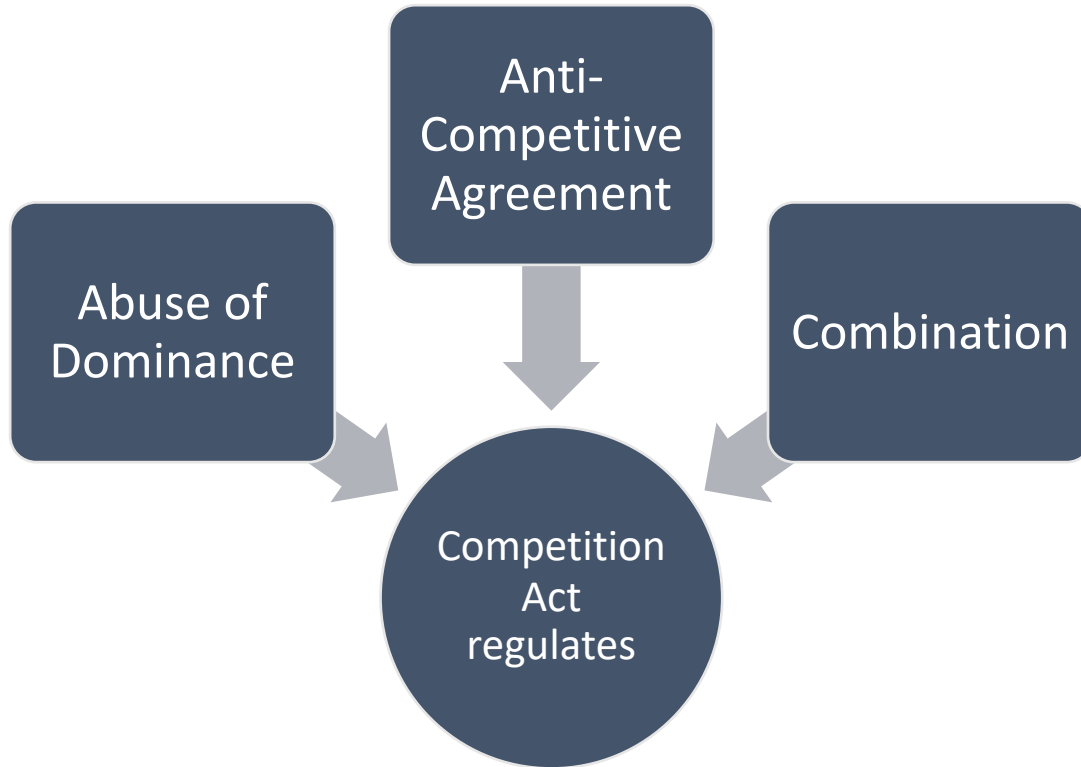 Anti-
Competitive
Agreement
Abuse of
Dominance
Combination
Competition
Act
regulates